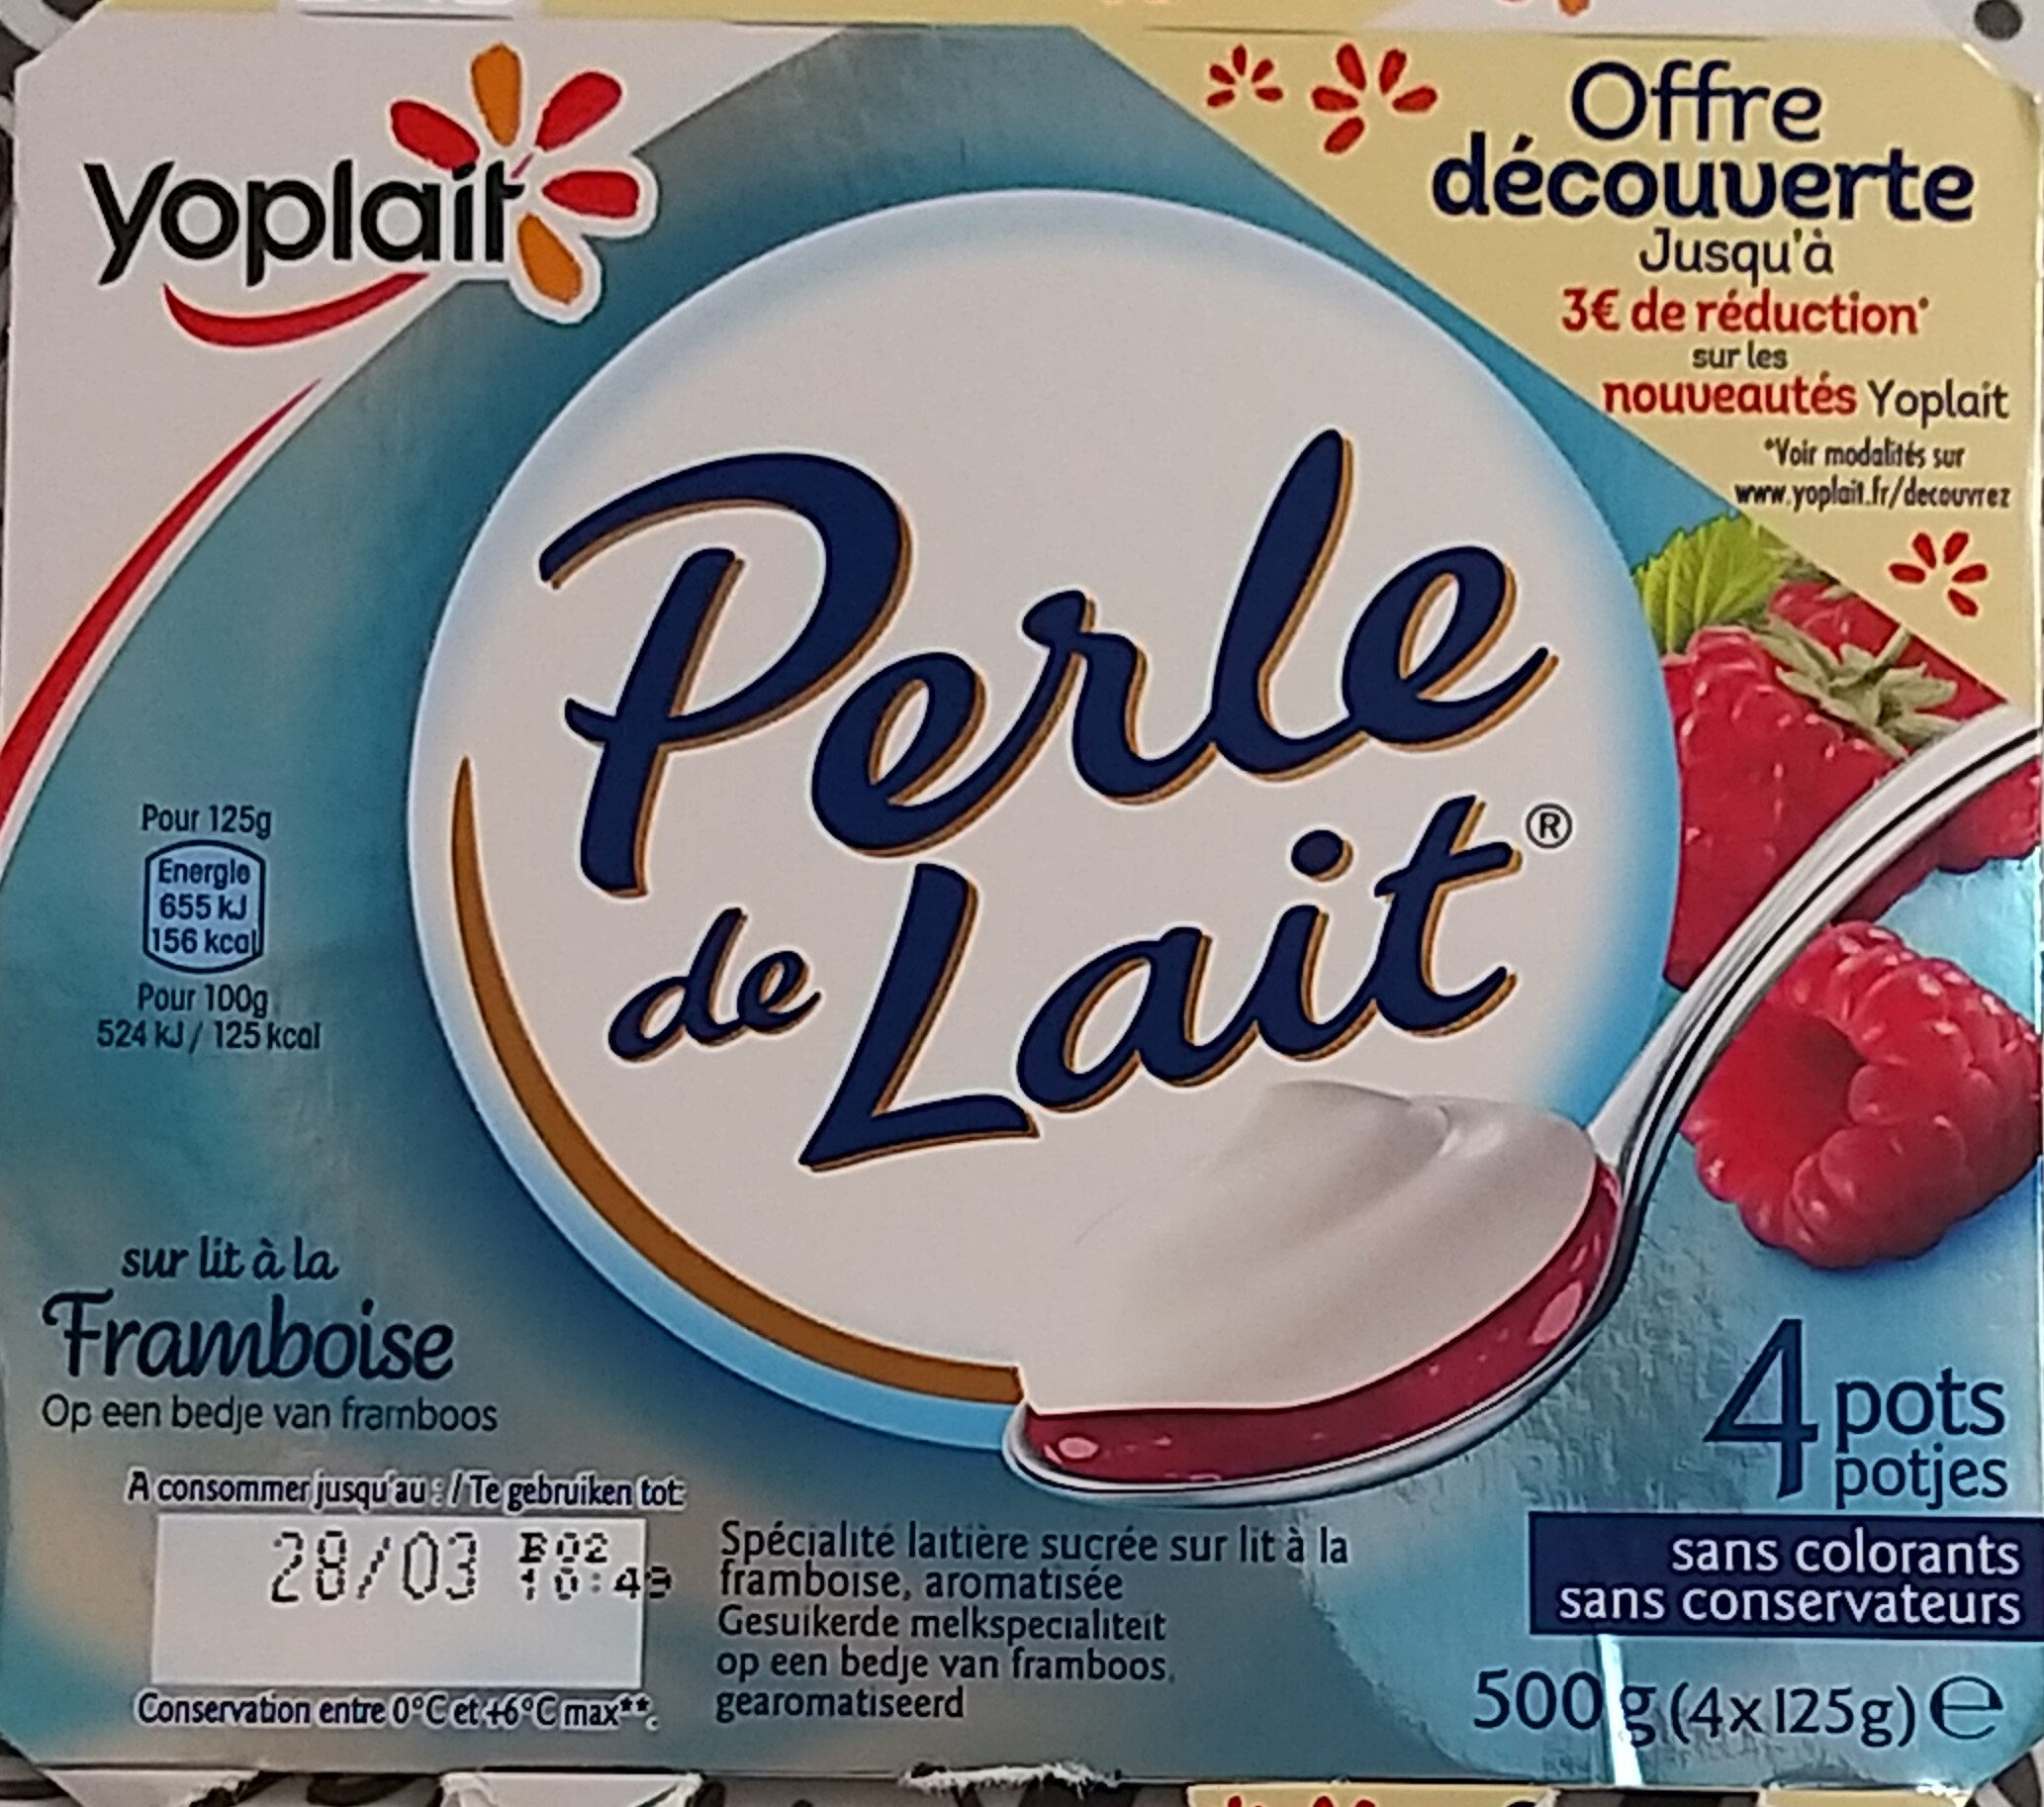 yoplait
Offre
découverte
Jusqu'à
3€ de réduction*
sur les
nouveautés Yoplait
*Voir modalités sur
www.yoplait.fr/decouvrez
Perle
de Lait®
Pour 125g
Energie
655 kJ
156 kcal
Pour 100g
524 kJ / 125 kcal
sur lit à la
Framboise
Op een bedje van framboos
A consommer jusqu'au : / Te gebruiken tot:
28/03 B02
10:49
Conservation entre 0°C et +6°C max**.
Spécialité laitière sucrée sur lit à la
framboise, aromatisée
Gesuikerde melkspecialiteit
op een bedje van framboos,
gearomatiseerd
4 pots
potjes
sans colorants
sans conservateurs
500 g (4x125g) e